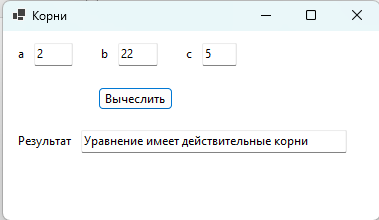 Корни
a 2 b 22 c 5
Вычеслить
Результат Уравнение имеет действительные корни